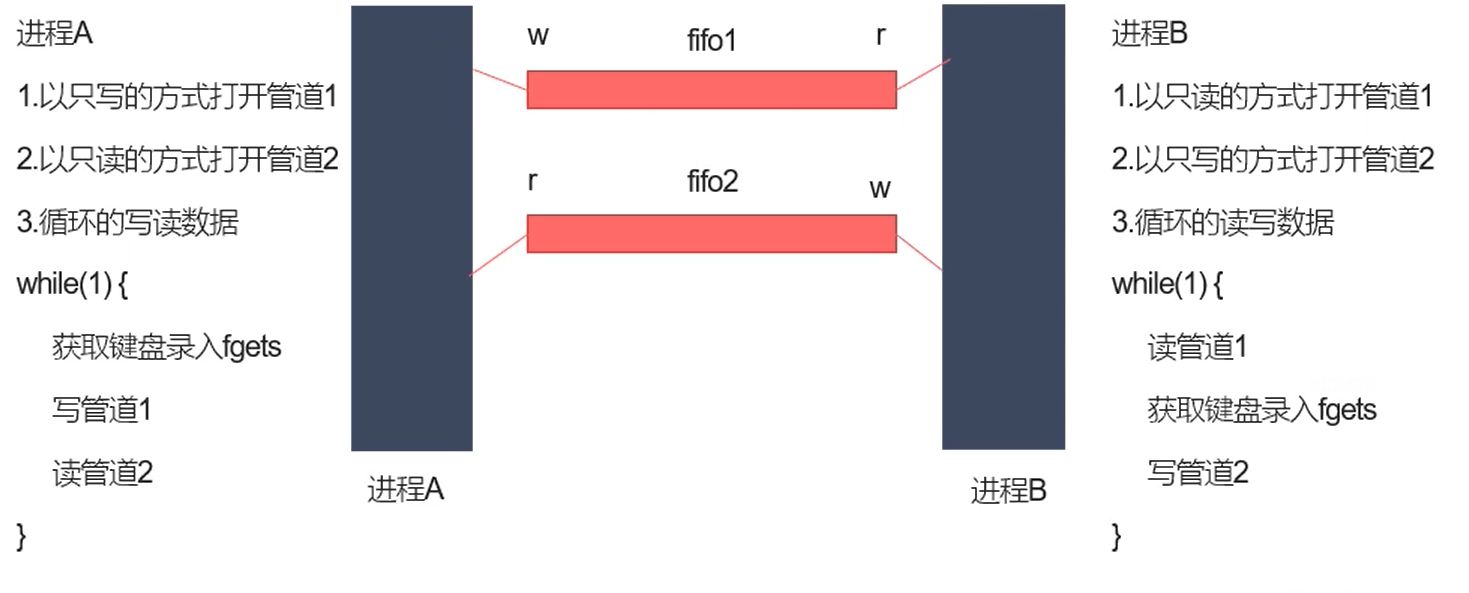 进程A
1.以只写的方式打开管道1
2.以只读的方式打开管道2
3.循环的写读数据
while(1) {
获取键盘录入fgets
写管道1
读管道2
}
w
fifo1
r
r
fifo2
w
进程A
进程B
进程B
1.以只读的方式打开管道1
2.以只写的方式打开管道2
3.循环的读写数据
while(1) {
读管道1
获取键盘录入fgets
写管道2
}